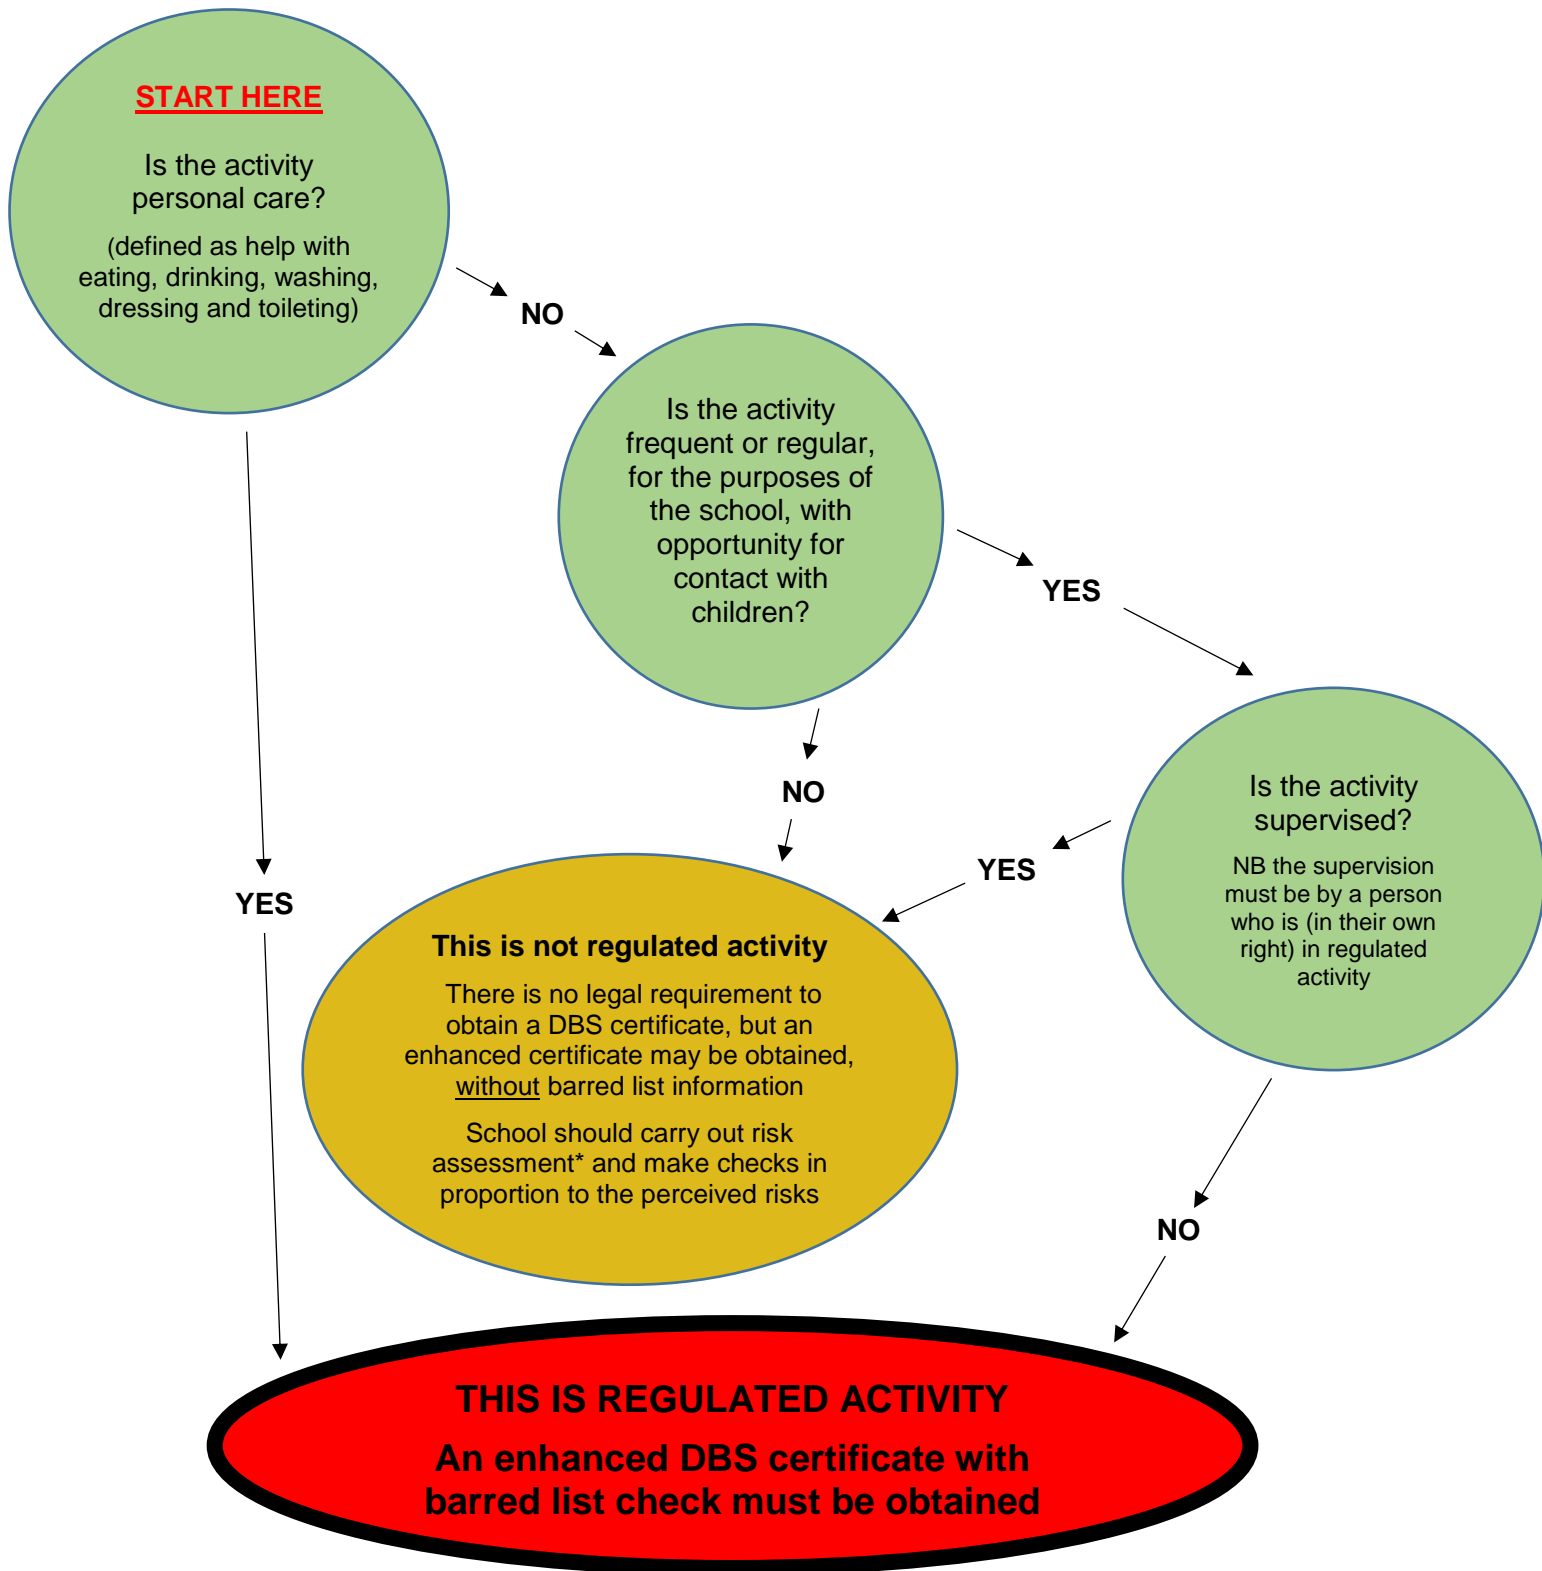 START HERE
Is the activity
personal care?
(defined as help with
eating, drinking, washing,
dressing and toileting)
NO
Is the activity
frequent or regular,
for the purposes of
the school, with
opportunity for
contact with
children?
YES
NO
Is the activity
supervised?
NB the supervision
must be by a person
who is (in their own
right) in regulated
activity
YES
YES
This is not regulated activity
There is no legal requirement to
obtain a DBS certificate, but an
enhanced certificate may be obtained,
without barred list information
School should carry out risk
assessment* and make checks in
proportion to the perceived risks
NO
THIS IS REGULATED ACTIVITY
An enhanced DBS certificate with
barred list check must be obtained